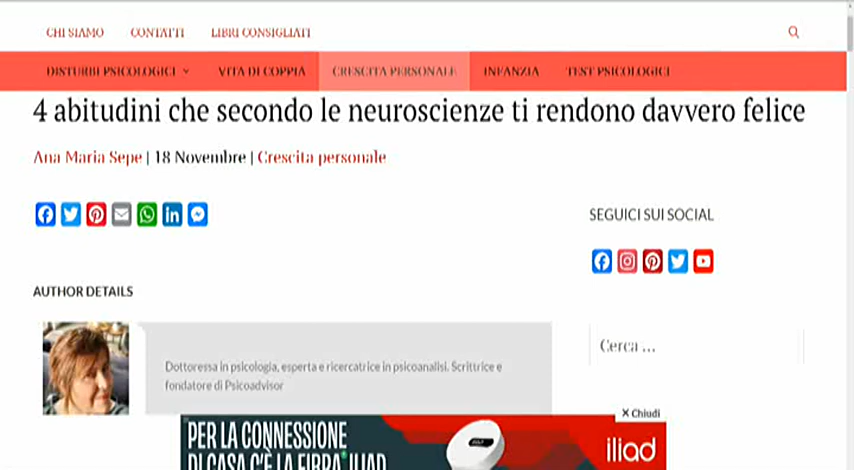 CHI SIAMO CONTATTI LIBRI CONSIGLIATI
DISTURBI PSICOLOGICI VITA DI COPPIA CRESCITA PERSONALE INFANZIA TEST PSICOLOGICI
4 abitudini che secondo le neuroscienze ti rendono davvero felice
Ana Maria Sepe | 18 Novembre | Crescita personale
SEGUICI SUI SOCIAL
AUTHOR DETAILS
Cerca ...
Dottoressa in psicologia, esperta e ricercatrice in psicoanalisi. Scrittrice e
fondatore di Psicoadvisor
X Chiudi
PER LA CONNESSIONE
DI CASA C'È LA FIBRA ILIAD
iliad